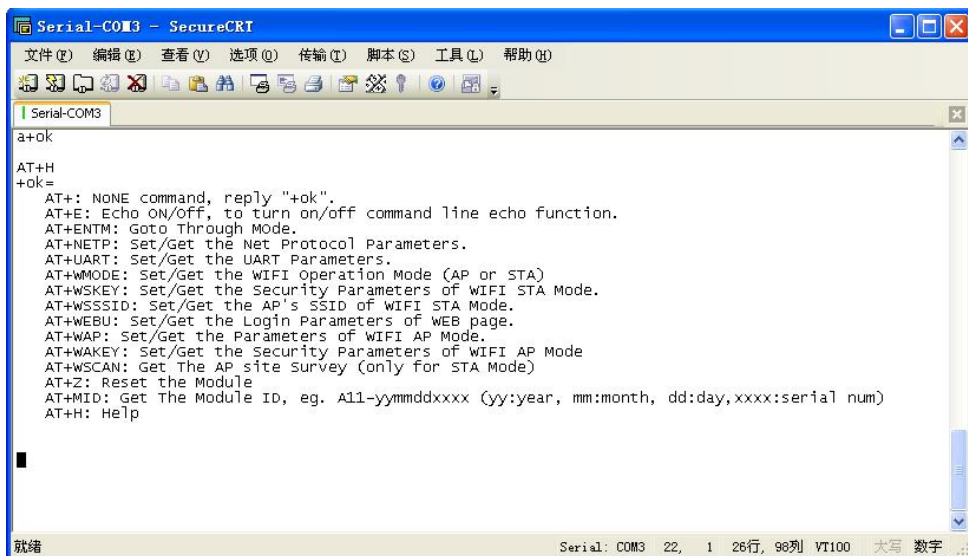 Serial-COM3 - SecureCRT
文件(F) 编辑(E) 查看(V) 选项(O) 传输(T) 脚本(S) 工具(L) 帮助(H)
Serial-COM3
a+ok
AT+H
+ok=
AT+: NONE command, reply "+ok".
AT+E: Echo ON/Off, to turn on/off command line echo function.
AT+ENTM: Goto Through MOde.
AT+NETP: Set/Get the Net Protocol Parameters.
AT+UART: Set/Get the UART Parameters.
AT+WMODE: Set/Get the WIFI Operation Mode (AP or STA)
AT+WSKEY: Set/Get the Security Parameters of WIFI STA Mode.
AT+WSSSID: Set/Get the AP's SSID of WIFI STA Mode.
AT+WEBU: Set/Get the Login Parameters of WEB page.
AT+WAP: Set/Get the Parameters of WIFI AP Mode.
AT+WAKEY: Set/Get the Security Parameters of WIFI AP Mode
AT+WSCAN: Get The AP site Survey (only for STA Mode)
AT+Z: Reset the Module
AT+MID: Get The Module ID, eg. A11-yymmddxxxx (yy:year, mm:month, dd:day,xxxx:serial num)
AT+H: Help
就绪 Serial: COM3 22, 1 26行, 98列 VT100 大写 数字